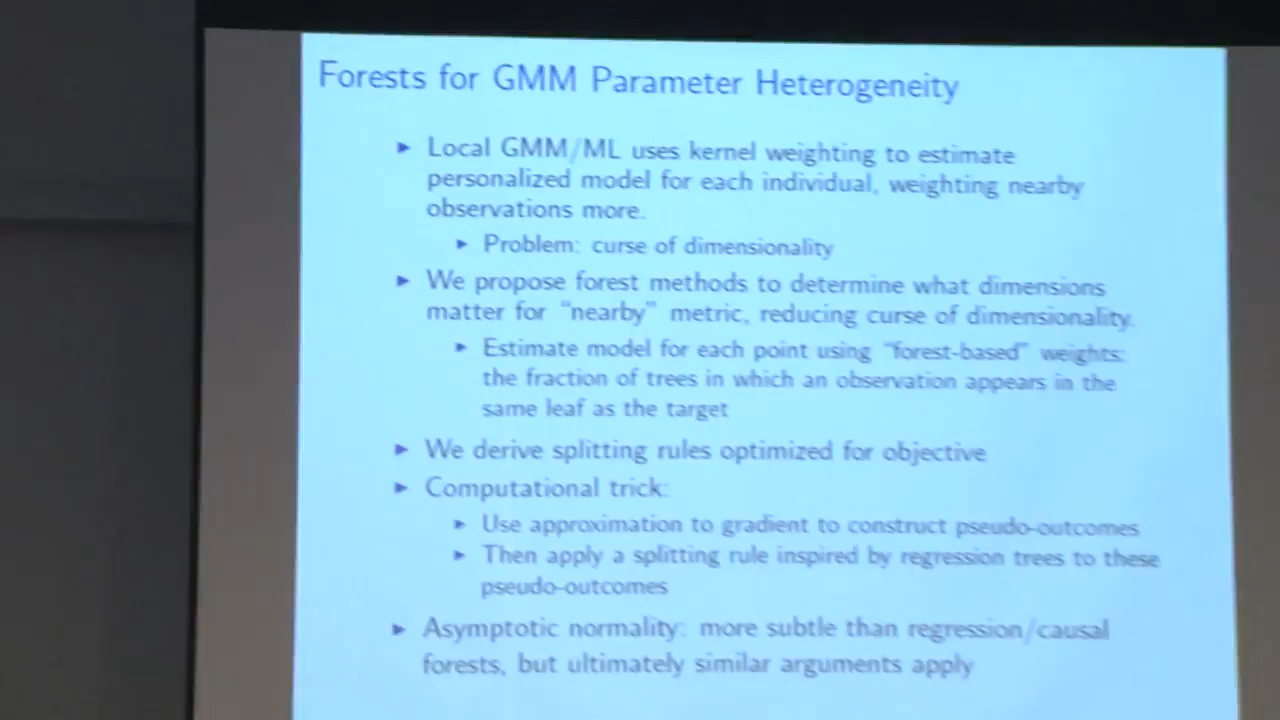 Forests for GMM Parameter Heterogeneity
► Local GMM/ML uses kernel weighting to estimate
personalized model for each individual, weighting nearby
observations more.
► Problem: curse of dimensionality
► We propose forest methods to determine what dimensions
matter for “nearby” metric, reducing curse of dimensionality.
► Estimate model for each point using “forest-based” weights:
the fraction of trees in which an observation appears in the
same leaf as the target
► We derive splitting rules optimized for objective
► Computational trick:
► Use approximation to gradient to construct pseudo-outcomes
► Then apply a splitting rule inspired by regression trees to these
pseudo-outcomes
► Asymptotic normality: more subtle than regression/causal
forests, but ultimately similar arguments apply